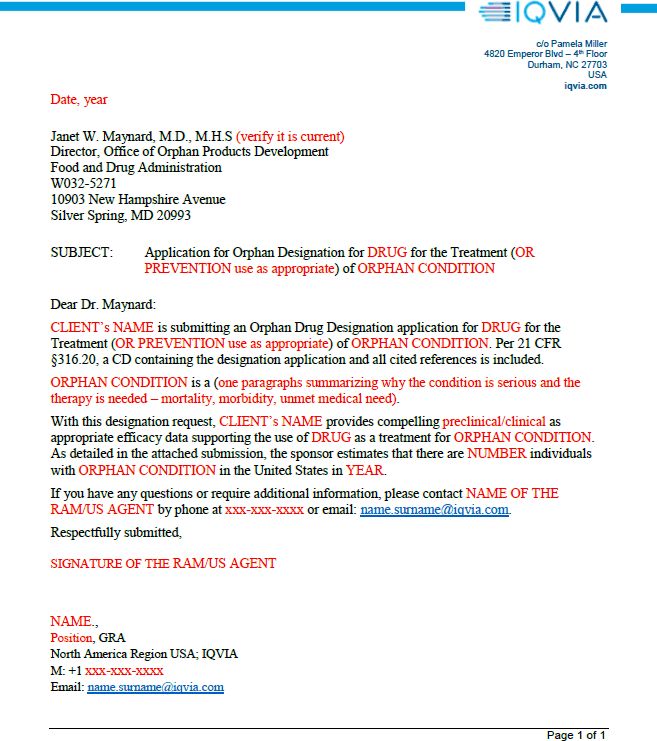 IQVIA
c/o Pamela Miller
4820 Emperor Blvd – 4th Floor
Durham, NC 27703
USA
iqvia.com
Date, year
Janet W. Maynard, M.D., M.H.S (verify it is current)
Director, Office of Orphan Products Development
Food and Drug Administration
W032-5271
10903 New Hampshire Avenue
Silver Spring, MD 20993
SUBJECT: Application for Orphan Designation for DRUG for the Treatment (OR
PREVENTION use as appropriate) of ORPHAN CONDITION
Dear Dr. Maynard:
CLIENT's NAME is submitting an Orphan Drug Designation application for DRUG for the
Treatment (OR PREVENTION use as appropriate) of ORPHAN CONDITION. Per 21 CFR
§316.20, a CD containing the designation application and all cited references is included.
ORPHAN CONDITION is a (one paragraphs summarizing why the condition is serious and the
therapy is needed – mortality, morbidity, unmet medical need).
With this designation request, CLIENT's NAME provides compelling preclinical/clinical as
appropriate efficacy data supporting the use of DRUG as a treatment for ORPHAN CONDITION.
As detailed in the attached submission, the sponsor estimates that there are NUMBER individuals
with ORPHAN CONDITION in the United States in YEAR.
If you have any questions or require additional information, please contact NAME OF THE
RAM/US AGENT by phone at xxx-xxx-xxxx or email: name.surname@iqvia.com.
Respectfully submitted,
SIGNATURE OF THE RAM/US AGENT
NAME.,
Position, GRA
North America Region USA; IQVIA
M: +1 xxx-xxx-xxxx
Email: name.surname@iqvia.com
Page 1 of 1